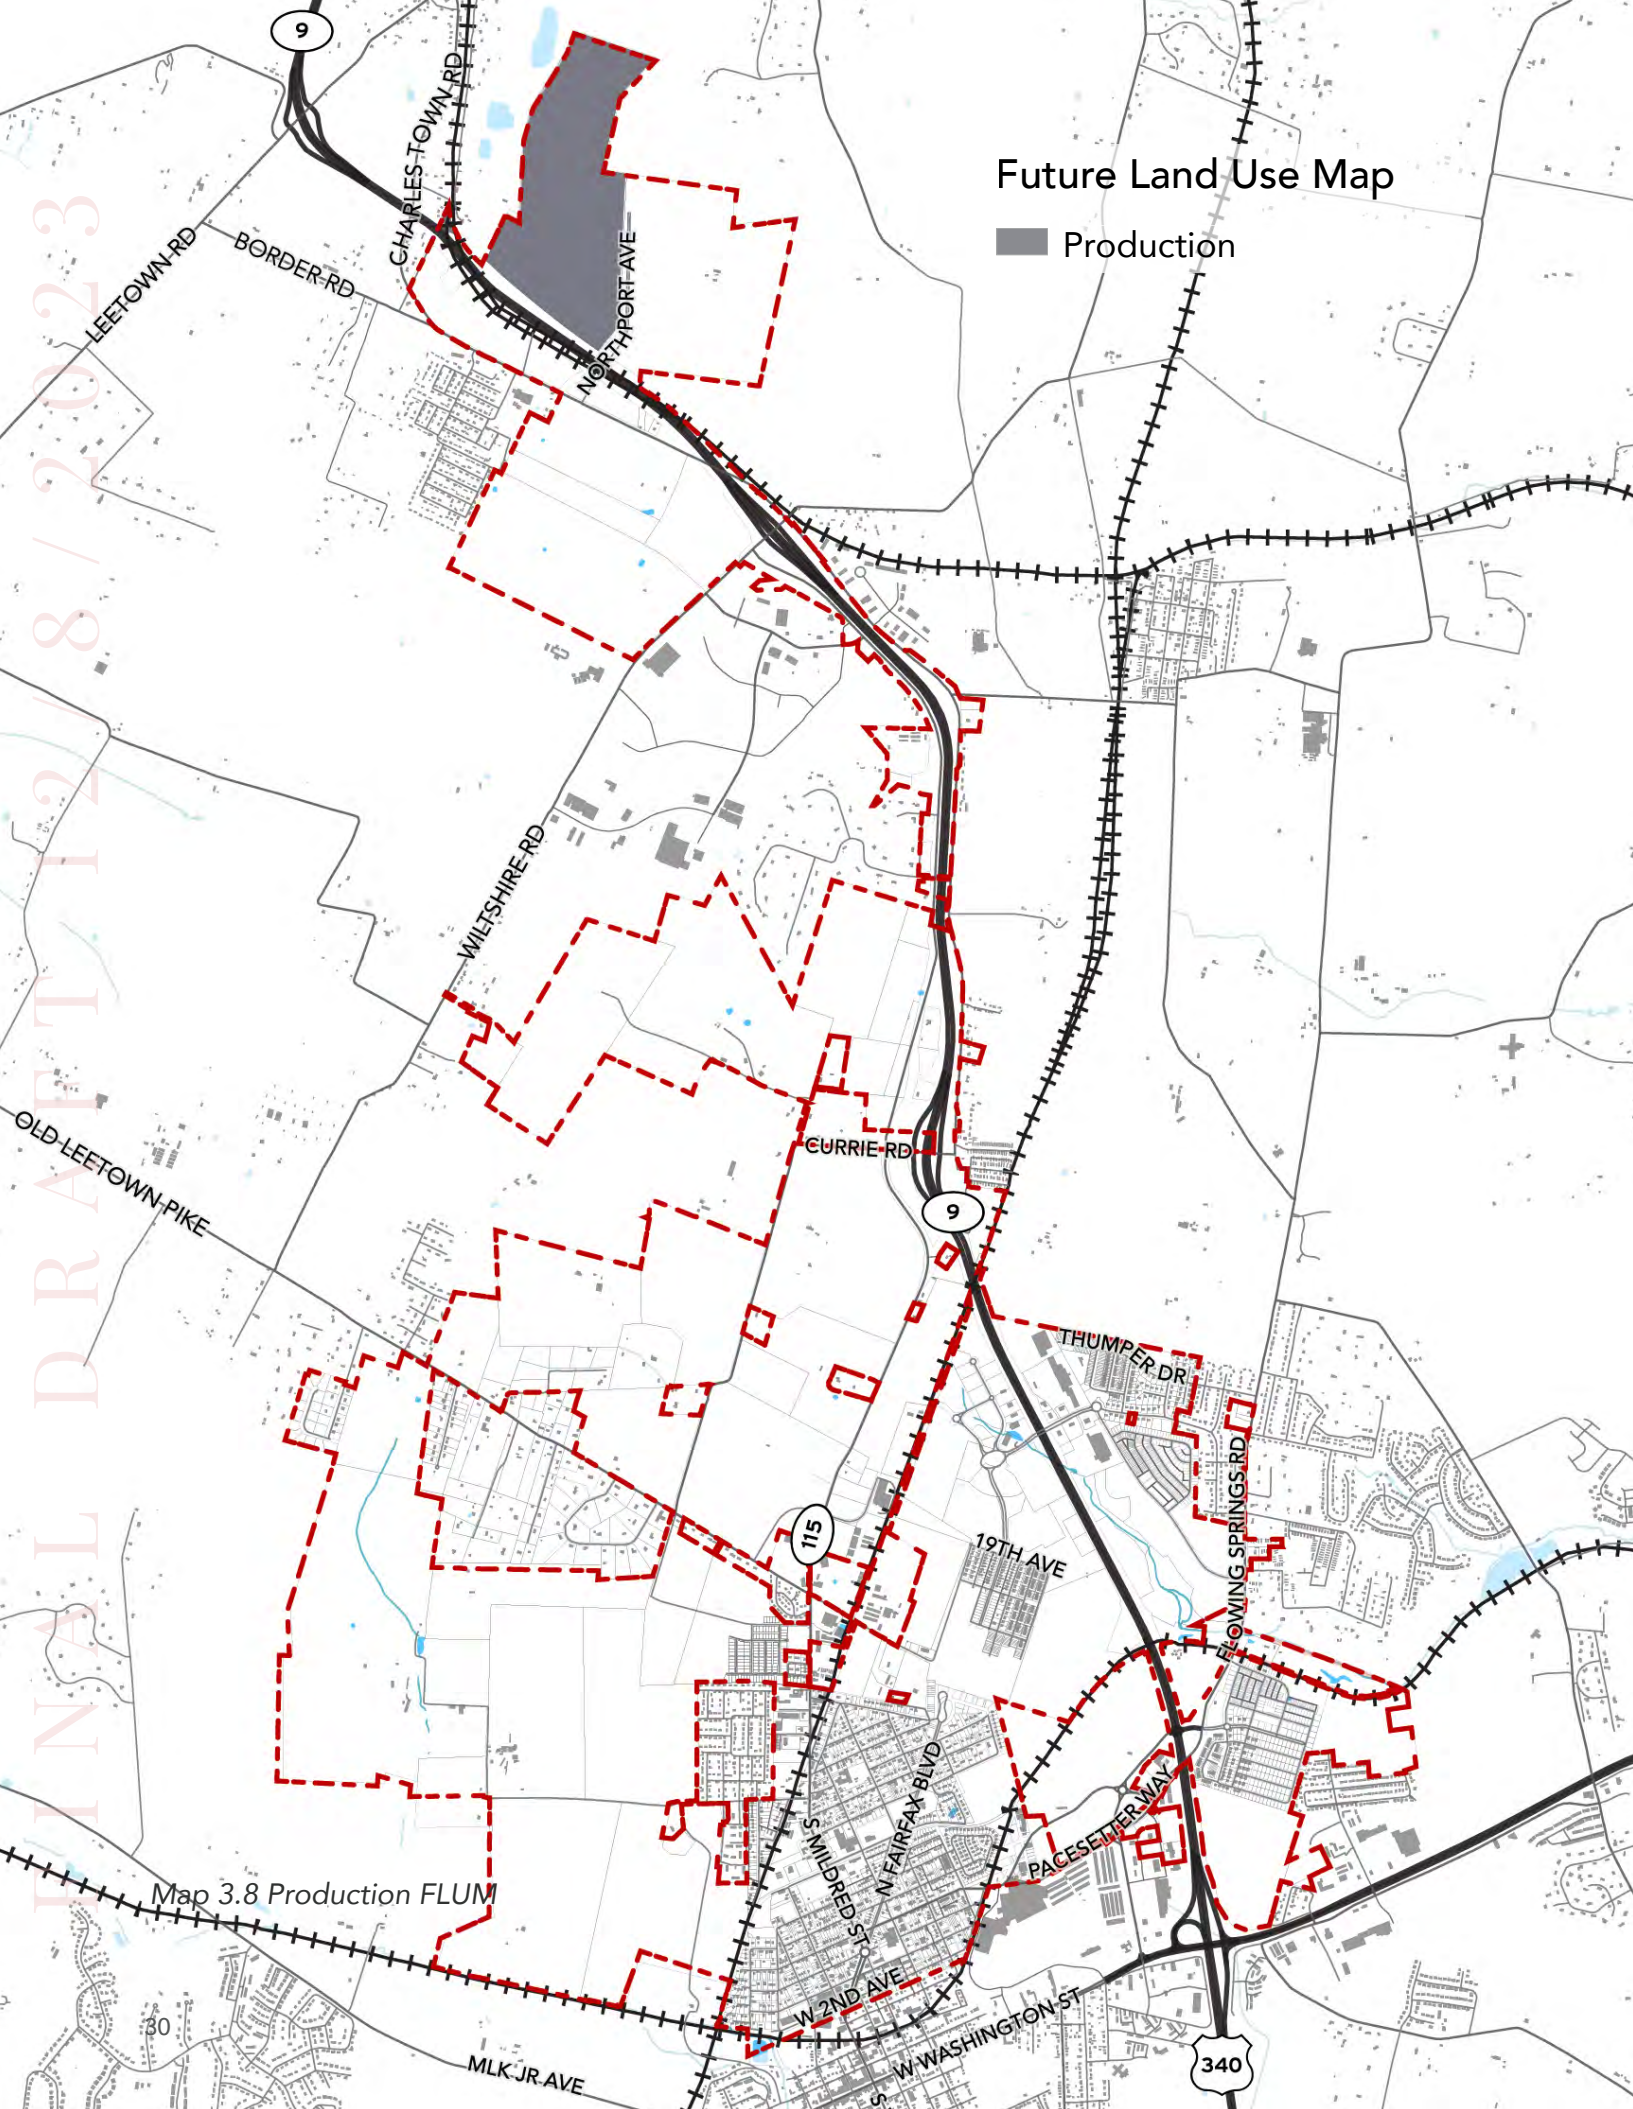 9
CHARLES TOWN RD
Future Land Use Map
Production
LEETOWN RD
BORDER RD
NORTHPORT AVE
FINAL DRAFT 12/8/2023
WILTSHIRE RD
OLD LEETOWN PIKE
CURRIE RD
9
THUMPER DR
FLOWING SPRINGS RD
115
19TH AVE
N FAIRFAX BLVD
S MILDRED ST
PACESETTER WAY
Map 3.8 Production FLUM
W 2ND AVE
W WASHINGTON ST
30
MLK JR AVE
340
S